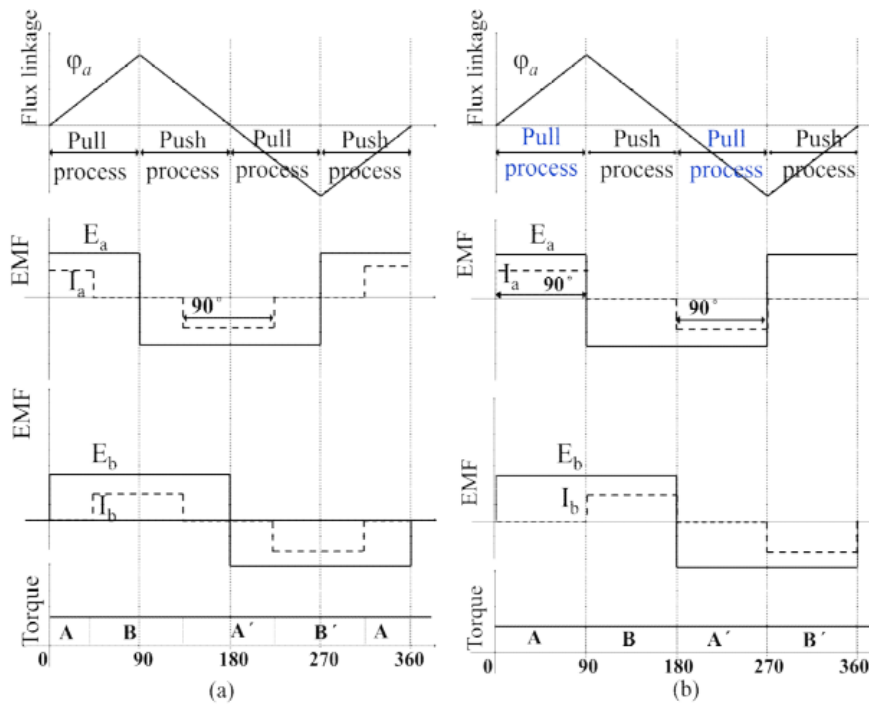 Flux linkage
φa
Pull process
Push process
Pull process
Push process
EMF
Ea
Ia
90°
EMF
Eb
Ib
Torque
A B A´ B´ A
0 90 180 270 360
(a)
Flux linkage
φa
Pull process
Push process
Pull process
Push process
EMF
Ea
Ia 90°
90°
EMF
Eb
Ib
Torque
A B A´ B´
0 90 180 270 360
(b)